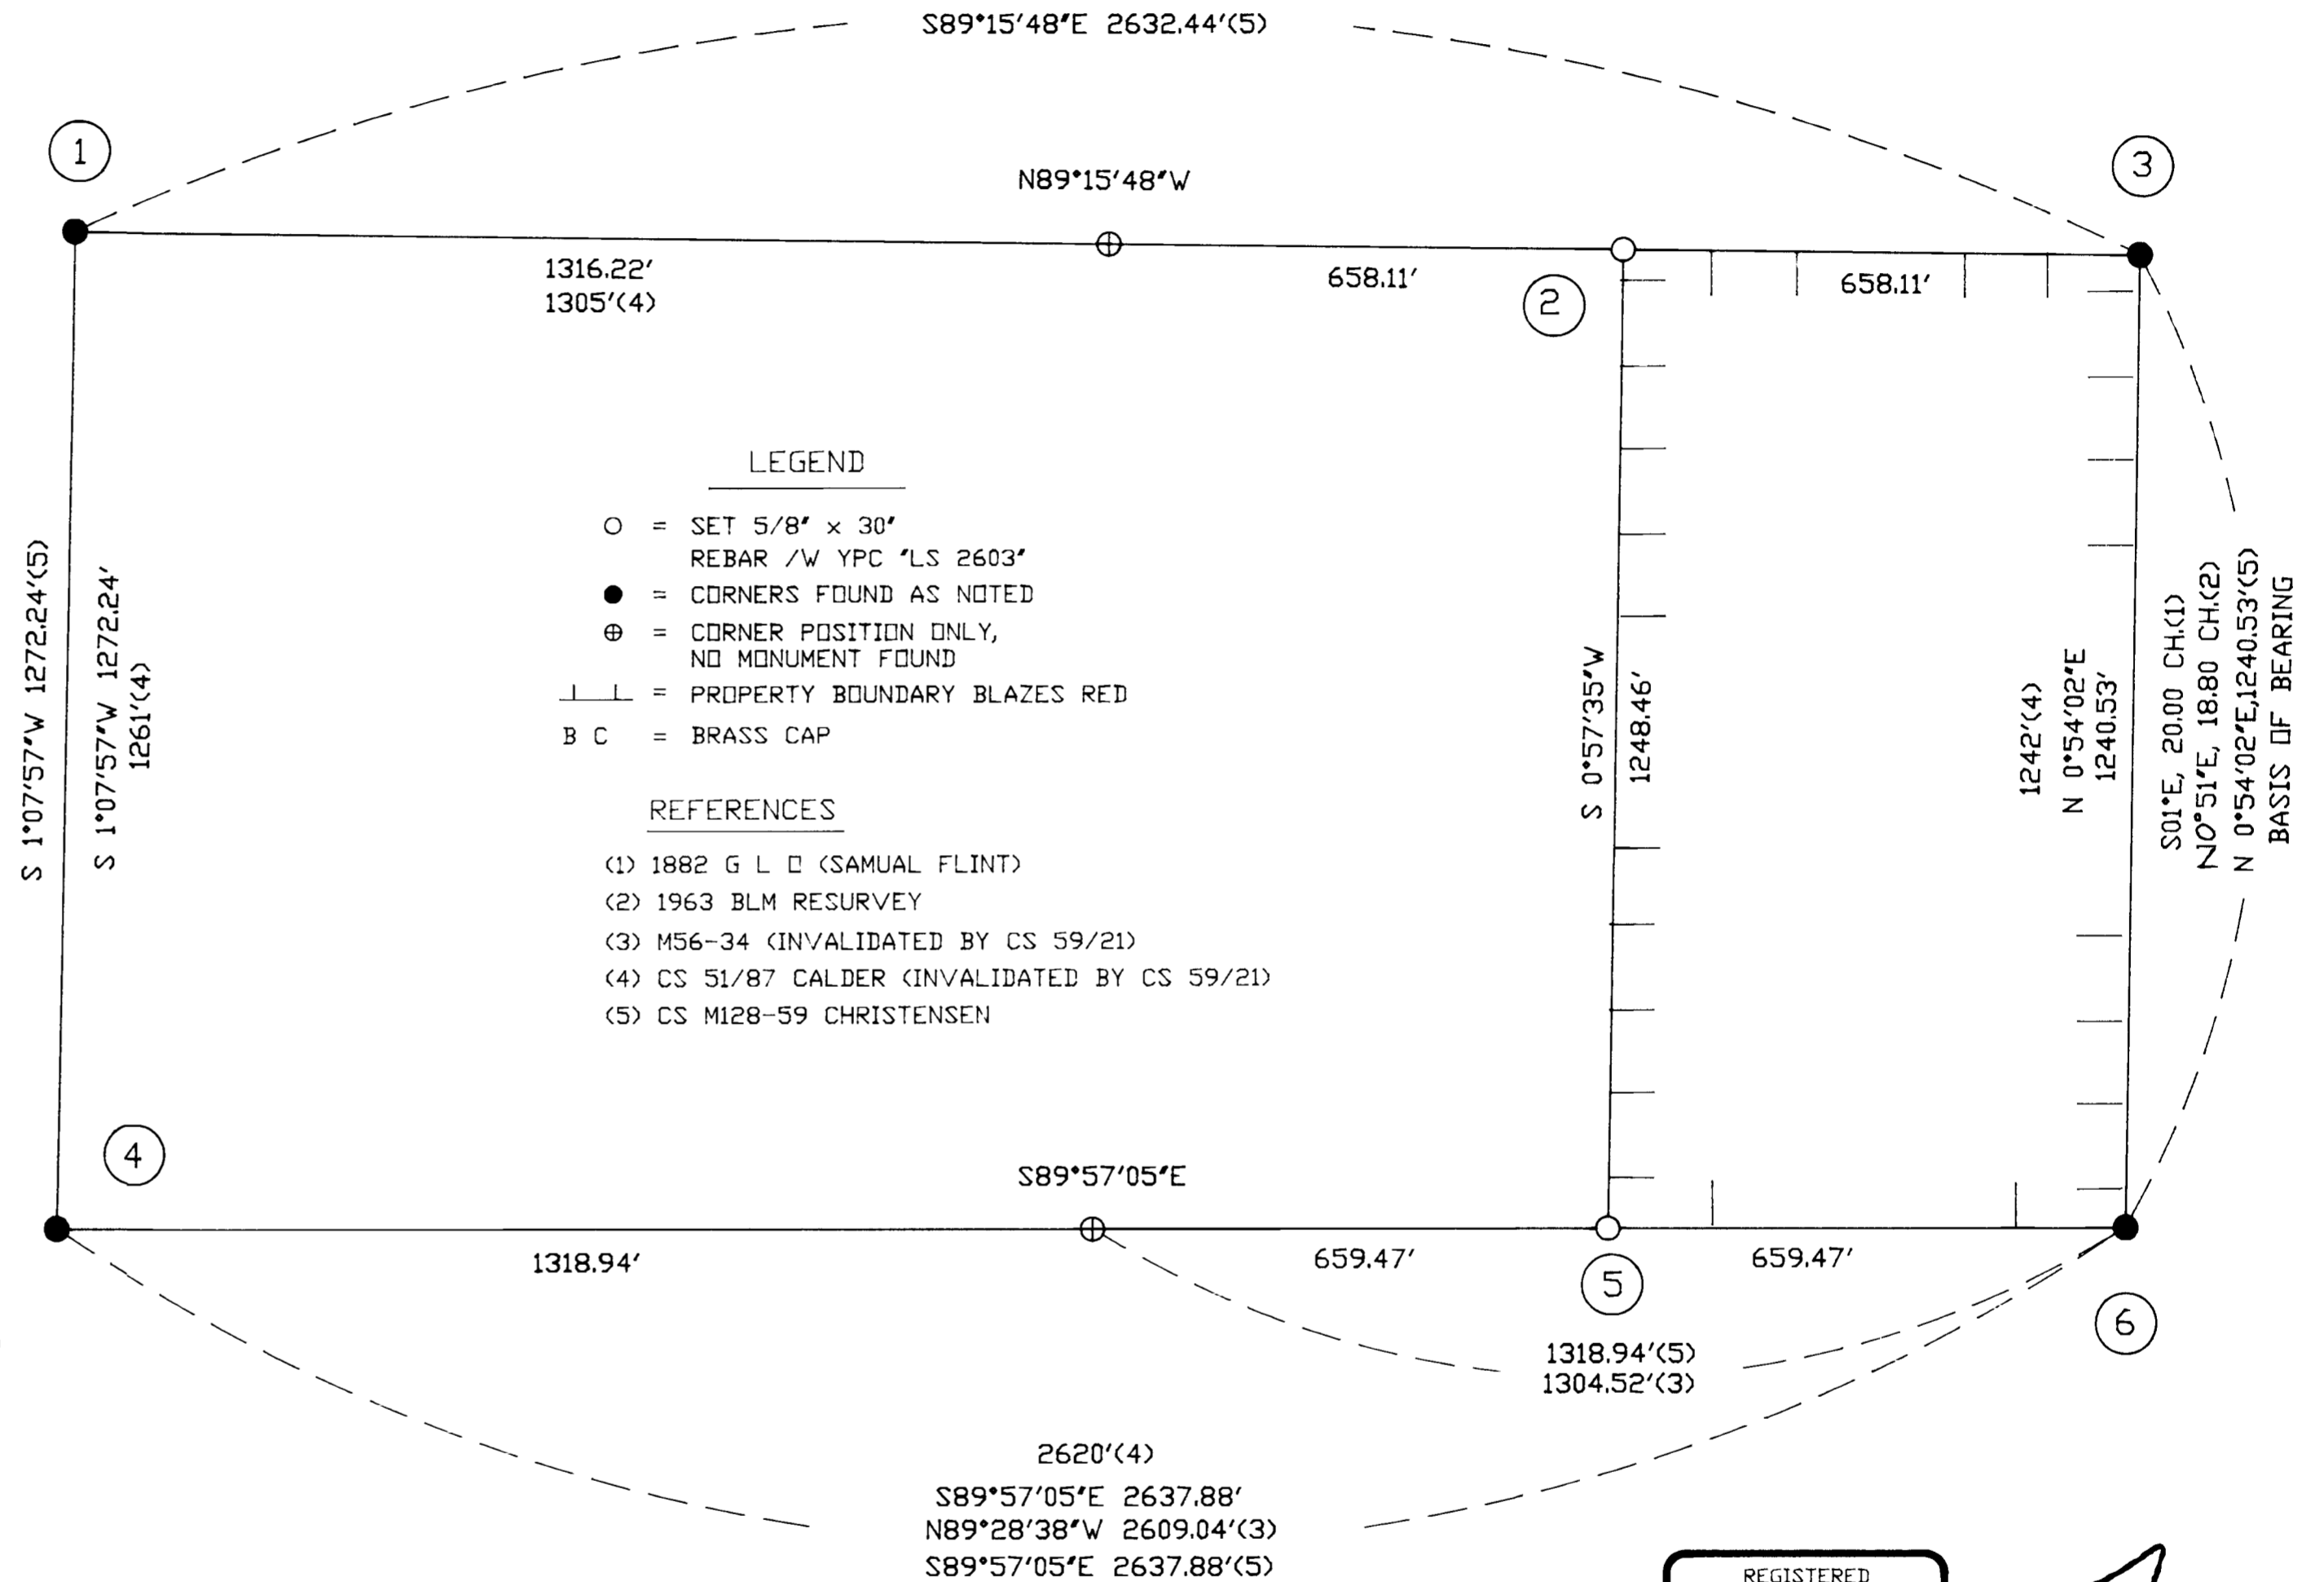 S89°15'48"E 2632.44'(5)
1
3
N89°15'48"W
1316.22'
1305'(4)
658.11'
2
658.11'
LEGEND
O = SET 5/8" x 30"
REBAR /W YPC "LS 2603"
● = CORNERS FOUND AS NOTED
⊕ = CORNER POSITION ONLY,
NO MONUMENT FOUND
= PROPERTY BOUNDARY BLAZES RED
B C = BRASS CAP
REFERENCES
(1) 1882 G L O (SAMUAL FLINT)
(2) 1963 BLM RESURVEY
(3) M56-34 (INVALIDATED BY CS 59/21)
(4) CS 51/87 CALDER (INVALIDATED BY CS 59/21)
(5) CS M128-59 CHRISTENSEN
S 1°07'57"W 1272.24'(5)
S 1°07'57"W 1272.24'
1261'(4)
S 0°57'35"W
1248.46'
1242'(4)
N 0°54'02"E
1240.53'
S01°E, 20.00 CH.(1)
N0°51"E, 18.80 CH.(2)
N 0°54'02"E,1240.53'(5)
BASIS OF BEARING
4
S89°57'05"E
1318.94'
659.47'
5
659.47'
6
1318.94'(5)
1304.52'(3)
2620'(4)
S89°57'05"E 2637.88'
N89°28'38"W 2609.04'(3)
S89°57'05"E 2637.88'(5)
REGISTERED